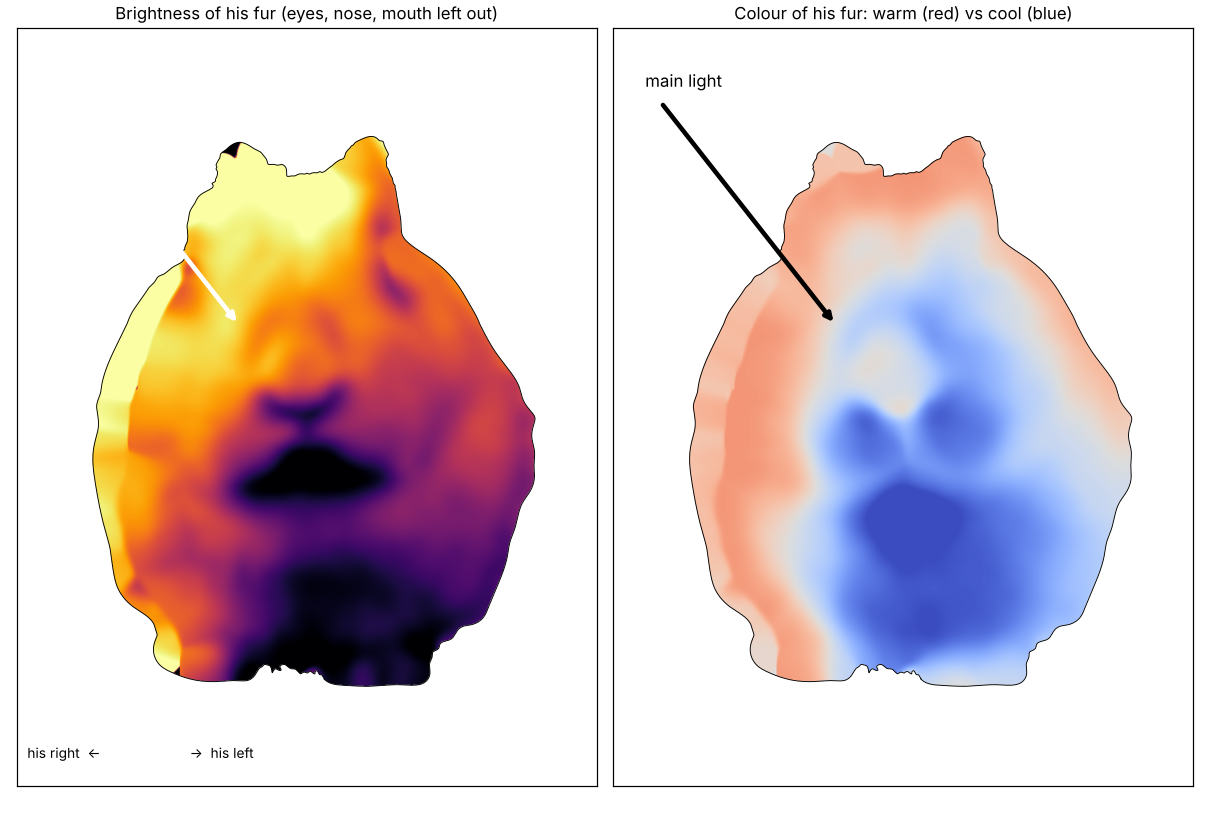 Brightness of his fur (eyes, nose, mouth left out)
Colour of his fur: warm (red) vs cool (blue)
main light
his right ← → his left